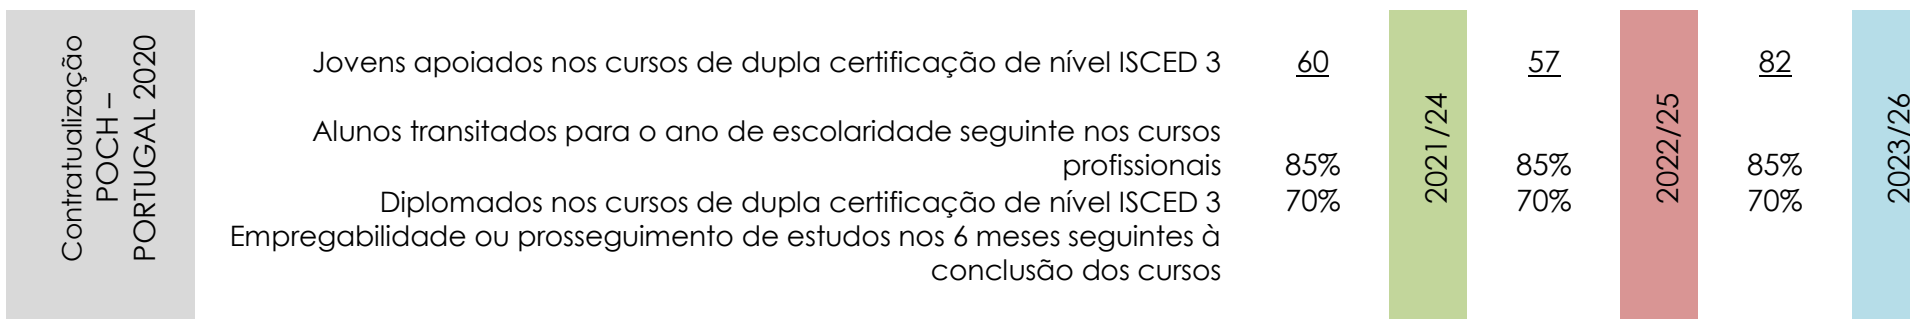 Contratualização
POCH –
PORTUGAL 2020
Jovens apoiados nos cursos de dupla certificação de nível ISCED 3 60 57 82
Alunos transitados para o ano de escolaridade seguinte nos cursos
profissionais 85% 85% 85%
Diplomados nos cursos de dupla certificação de nível ISCED 3 70% 70% 70%
Empregabilidade ou prosseguimento de estudos nos 6 meses seguintes à
conclusão dos cursos
2021/24
2022/25
2023/26